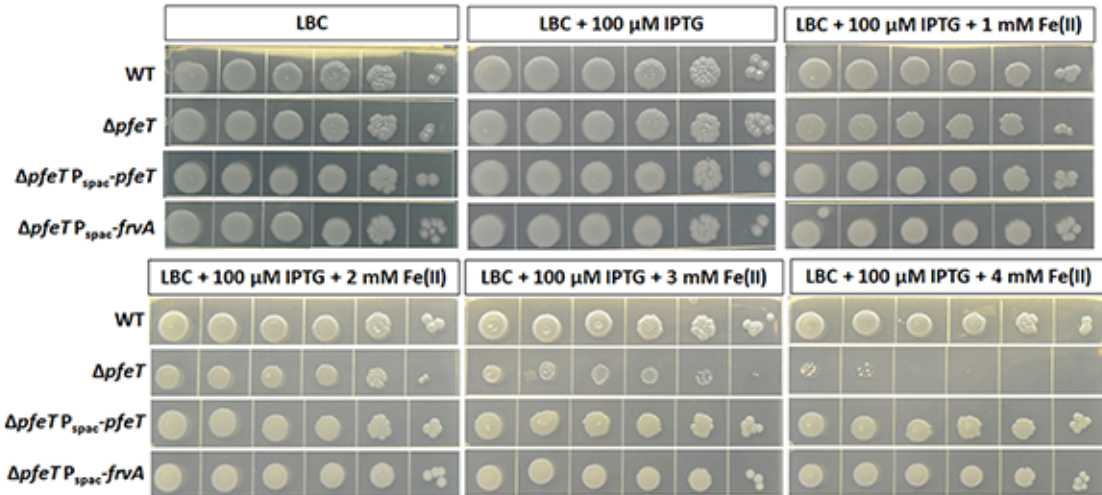 LBC
LBC + 100 µM IPTG
LBC + 100 µM IPTG + 1 mM Fe(II)
WT
ΔpfeT
ΔpfeT Pspac-pfeT
ΔpfeT Pspac-frvA
LBC + 100 µM IPTG + 2 mM Fe(II)
LBC + 100 µM IPTG + 3 mM Fe(II)
LBC + 100 µM IPTG + 4 mM Fe(II)
WT
ΔpfeT
ΔpfeT Pspac-pfeT
ΔpfeT Pspac-frvA